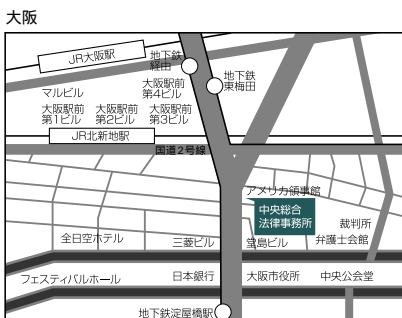 大阪
JR大阪駅
地下鉄
経由
地下鉄
東梅田
マルビル
大阪駅前
第4ビル
大阪駅前
第1ビル
大阪駅前
第2ビル
大阪駅前
第3ビル
JR北新地駅
国道2号線
アメリカ領事館
中央総合
法律事務所
裁判所
全日空ホテル
三菱ビル
堂島ビル
弁護士会館
フェスティバルホール
日本銀行
大阪市役所
中央公会堂
地下鉄淀屋橋駅